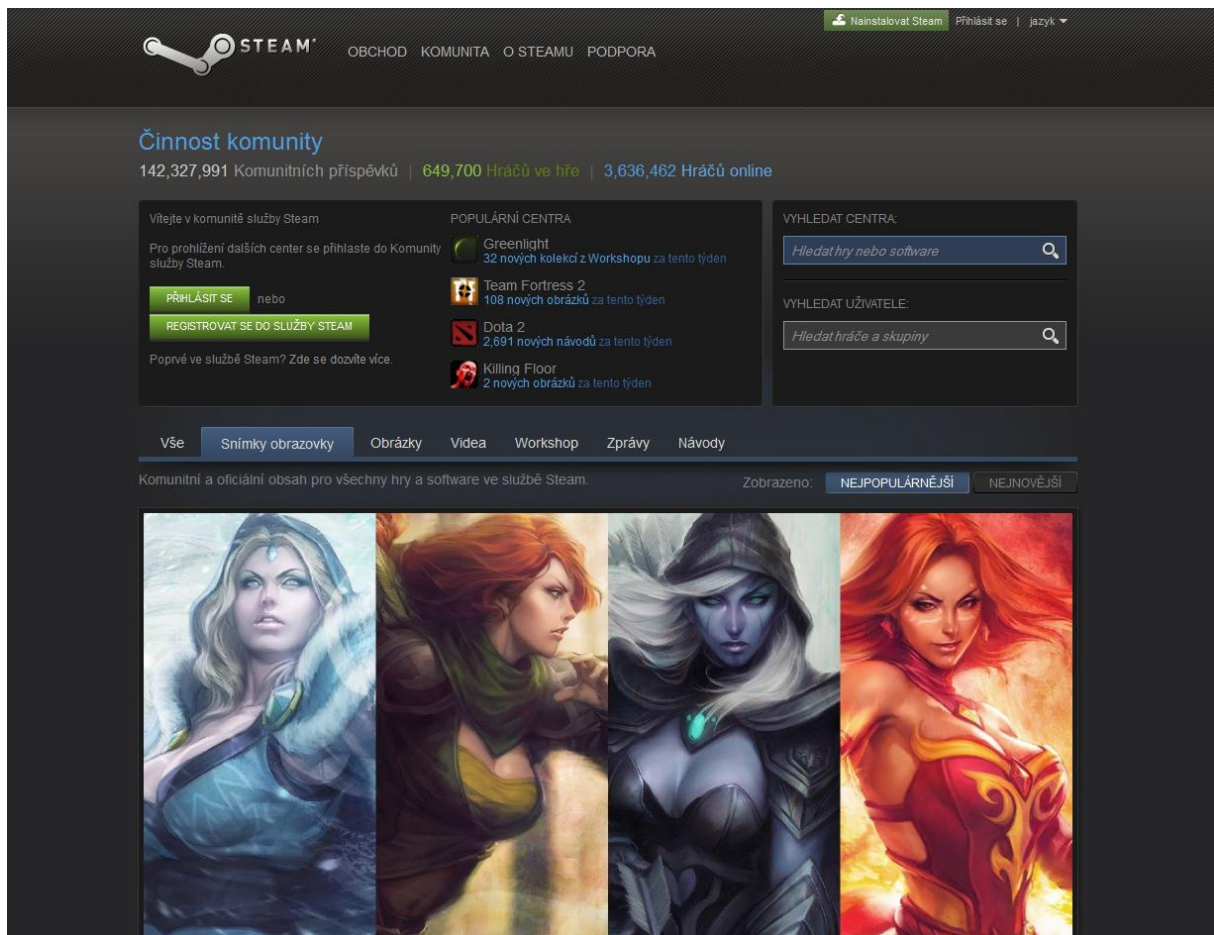 Nainstalovat Steam Přihlásit se | jazyk
STEAM
OBCHOD KOMUNITA O STEAMU PODPORA
Činnost komunity
142,327,991 Komunitních příspěvků | 649,700 Hráčů ve hře | 3,636,462 Hráčů online
Vítejte v komunitě služby Steam
Pro prohlížení dalších center se přihlaste do Komunity
služby Steam.
PŘIHLÁSIT SE nebo
REGISTROVAT SE DO SLUŽBY STEAM
Poprvé ve službě Steam? Zde se dozvíte více.
POPULÁRNÍ CENTRA
Greenlight
32 nových kolekcí z Workshopu za tento týden
Team Fortress 2
108 nových obrázků za tento týden
Dota 2
2,691 nových návodů za tento týden
Killing Floor
2 nových obrázků za tento týden
VYHLEDAT CENTRA:
Hledat hry nebo software
VYHLEDAT UŽIVATELE:
Hledat hráče a skupiny
Vše Snímky obrazovky Obrázky Videa Workshop Zprávy Návody
Komunitní a oficiální obsah pro všechny hry a software ve službě Steam.
Zobrazeno: NEJPOPULÁRNĚJŠÍ NEJNOVĚJŠÍ